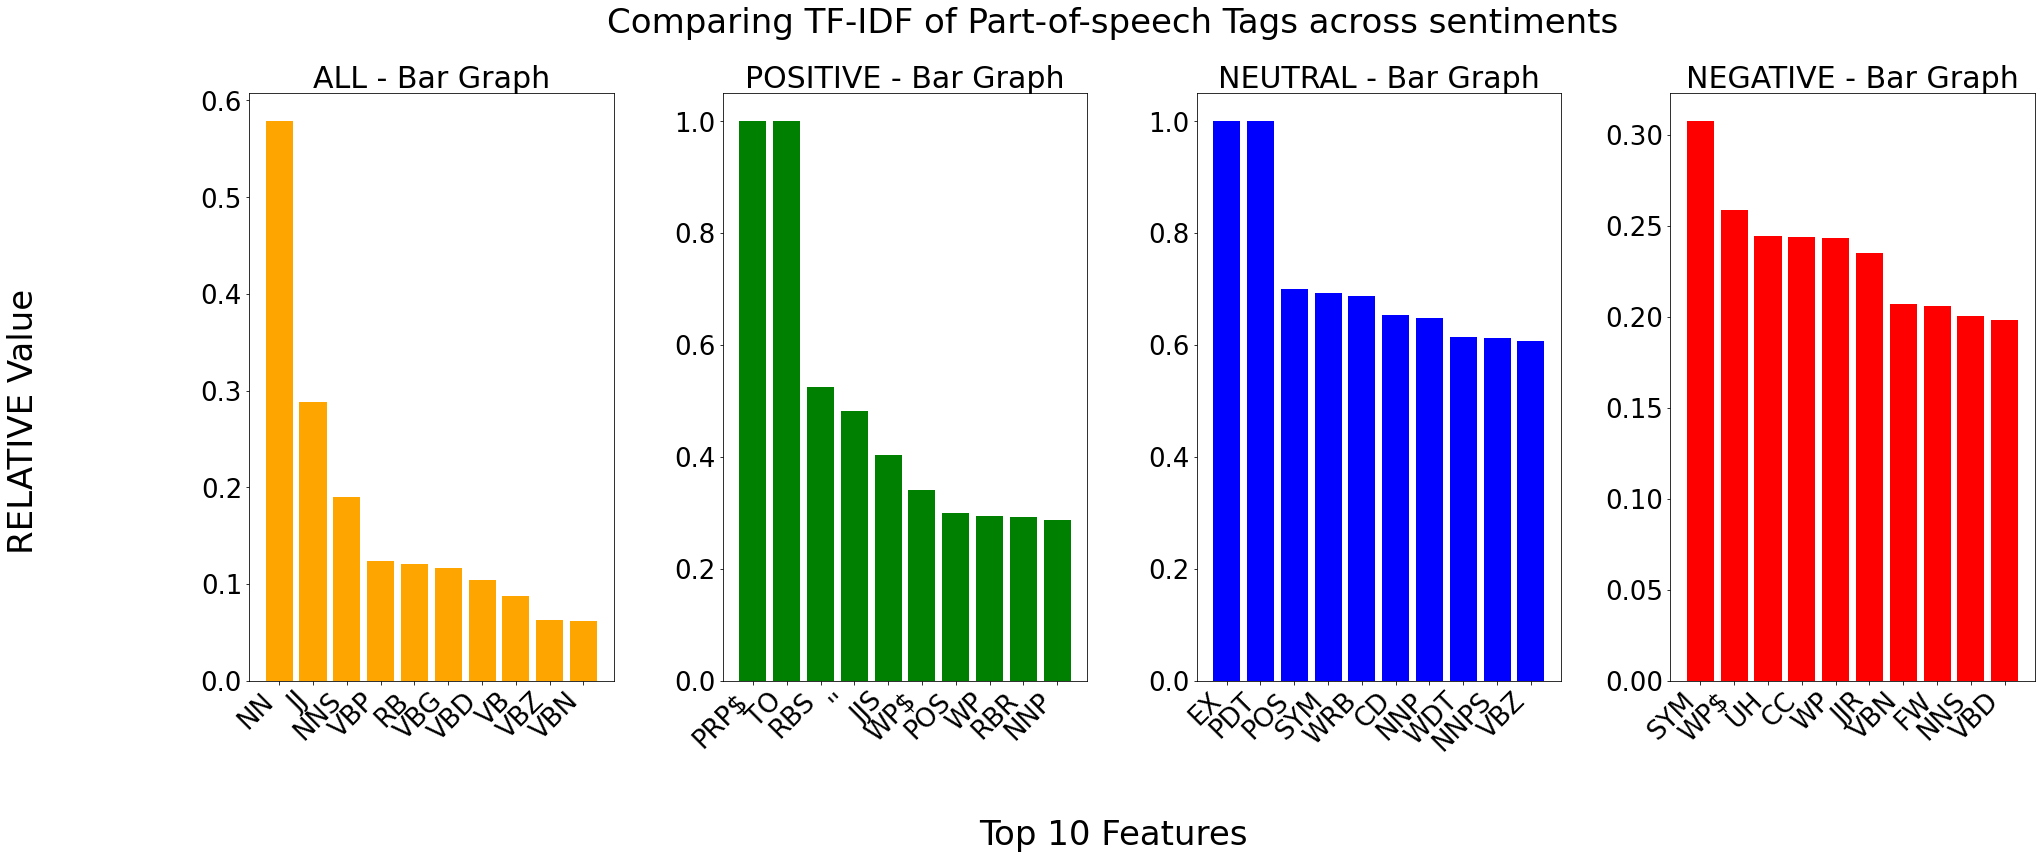 Comparing TF-IDF of Part-of-speech Tags across sentiments
RELATIVE Value
ALL - Bar Graph
0.6
0.5
0.4
0.3
0.2
0.1
0.0
NN
JJ
NNS
VBP
RB
VBG
VBD
VB
VBZ
VBN
POSITIVE - Bar Graph
1.0
0.8
0.6
0.4
0.2
0.0
PRP$
TO
RBS
''
JJS
WP$
POS
WP
RBR
NNP
NEUTRAL - Bar Graph
1.0
0.8
0.6
0.4
0.2
0.0
EX
PDT
POS
SYM
WRB
CD
NNP
WDT
NNPS
VBZ
NEGATIVE - Bar Graph
0.30
0.25
0.20
0.15
0.10
0.05
0.00
SYM
WP$
UH
CC
WP
JJR
VBN
FW
NNS
VBD
Top 10 Features